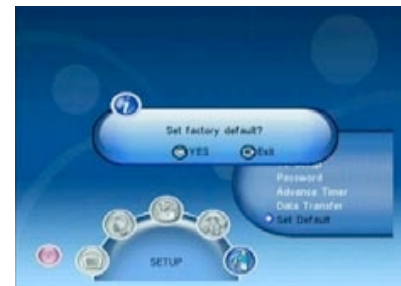 Set factory default?
YES Exit
Password
Advance Timer
Data Transfer
Set Default
SETUP